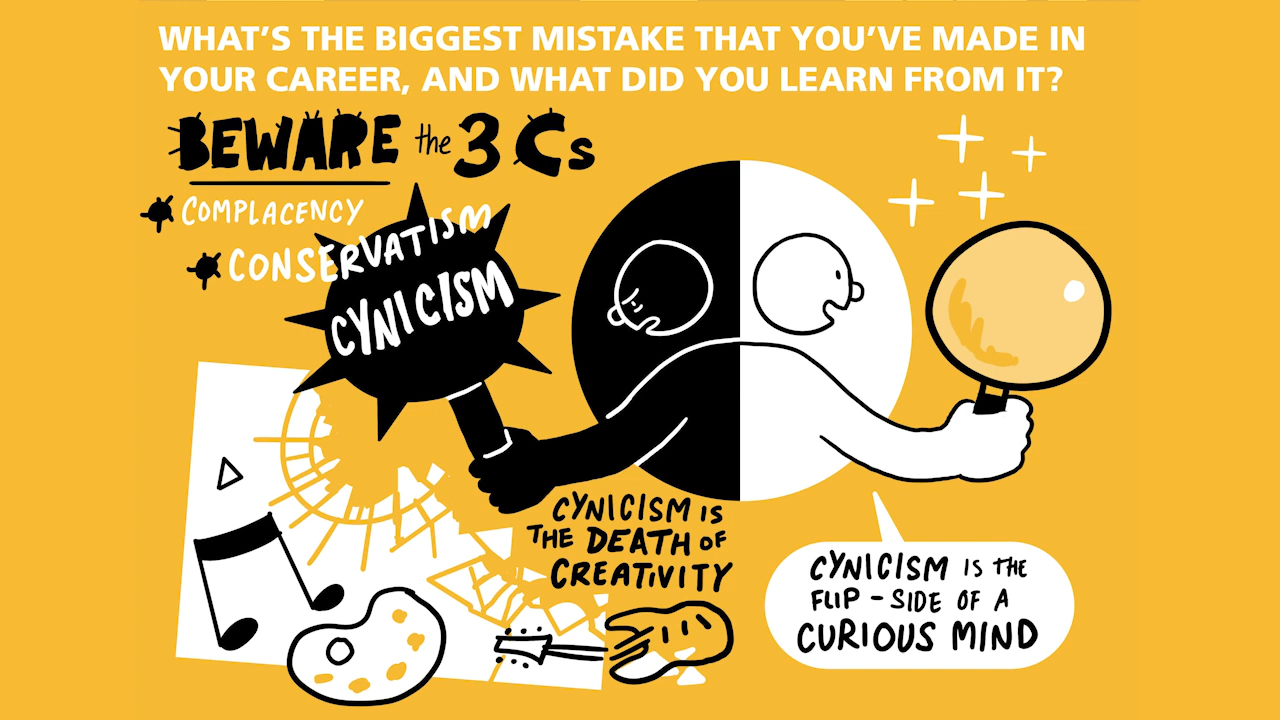 WHAT'S THE BIGGEST MISTAKE THAT YOU'VE MADE IN
YOUR CAREER, AND WHAT DID YOU LEARN FROM IT?
BEWARE the 3 Cs
COMPLACENCY
CONSERVATISM
CYNICISM
CYNICISM IS
THE DEATH OF
CREATIVITY
CYNICISM IS THE
FLIP-SIDE OF A
CURIOUS MIND